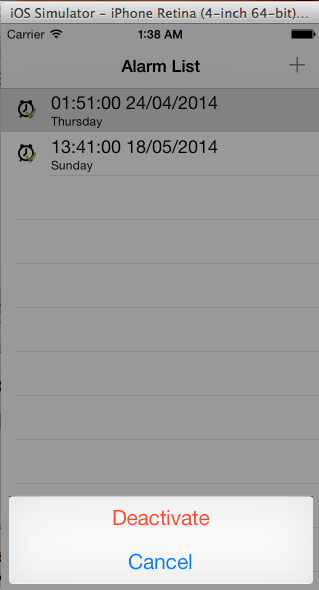 iOS Simulator - iPhone Retina (4-inch 64-bit)...
Carrier 1:38 AM
Alarm List +
01:51:00 24/04/2014
Thursday
13:41:00 18/05/2014
Sunday
Deactivate
Cancel